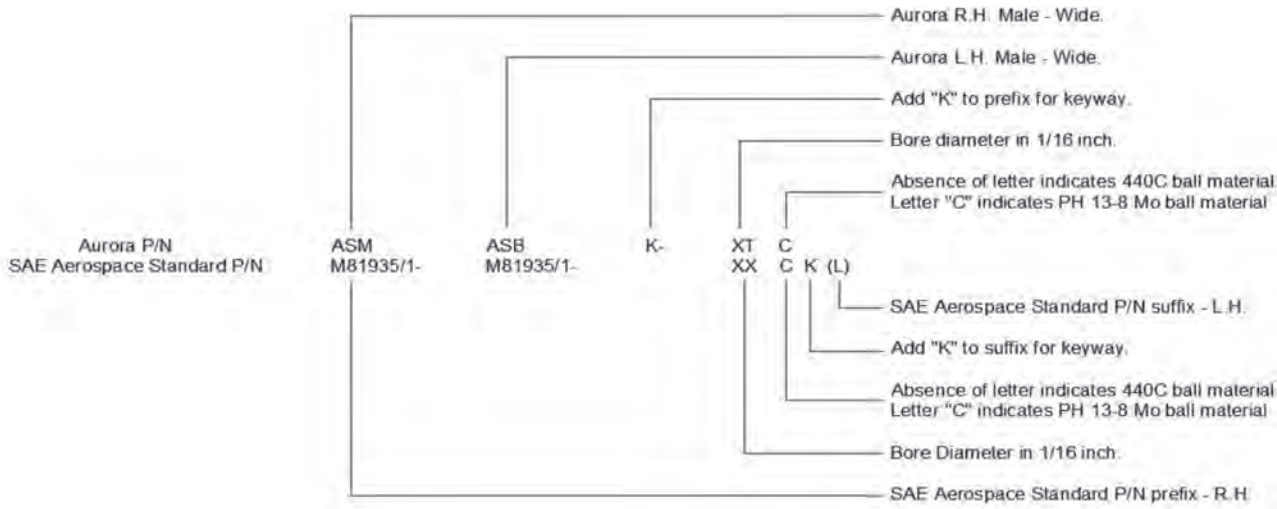 Aurora R.H. Male - Wide.
Aurora L.H. Male - Wide.
Add "K" to prefix for keyway.
Bore diameter in 1/16 inch.
Absence of letter indicates 440C ball material
Letter "C" indicates PH 13-8 Mo ball material
Aurora P/N ASM ASB K- XT C
SAE Aerospace Standard P/N M81935/1- M81935/1- XX C K (L)
SAE Aerospace Standard P/N suffix - L.H.
Add "K" to suffix for keyway.
Absence of letter indicates 440C ball material
Letter "C" indicates PH 13-8 Mo ball material
Bore Diameter in 1/16 inch.
SAE Aerospace Standard P/N prefix - R.H